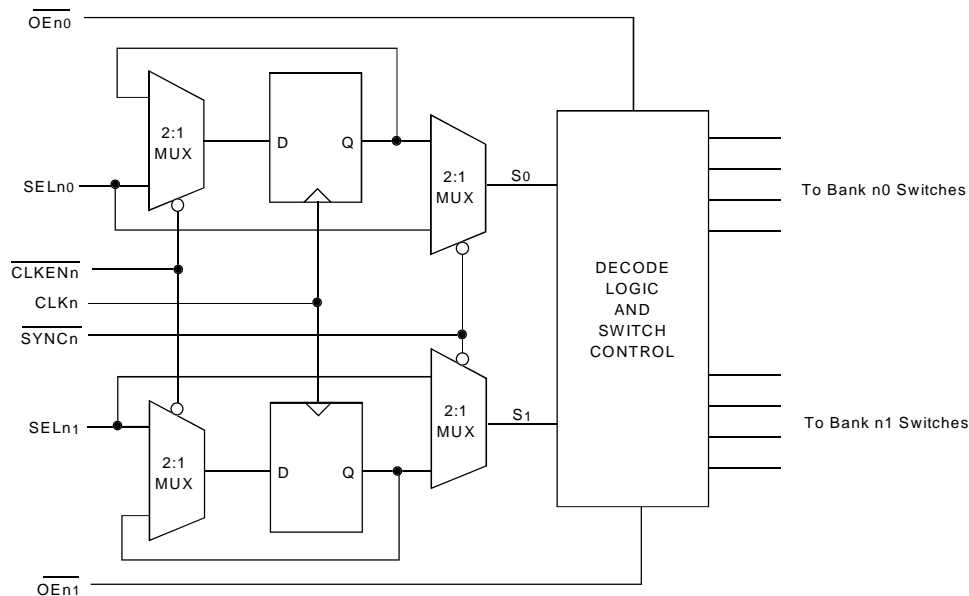 OEn0
2:1
MUX
D
Q
2:1
MUX
SELn0
S0
To Bank n0 Switches
CLKENn
CLKn
SYNCn
DECODE
LOGIC
AND
SWITCH
CONTROL
SELn1
2:1
MUX
D
Q
2:1
MUX
S1
To Bank n1 Switches
OEn1